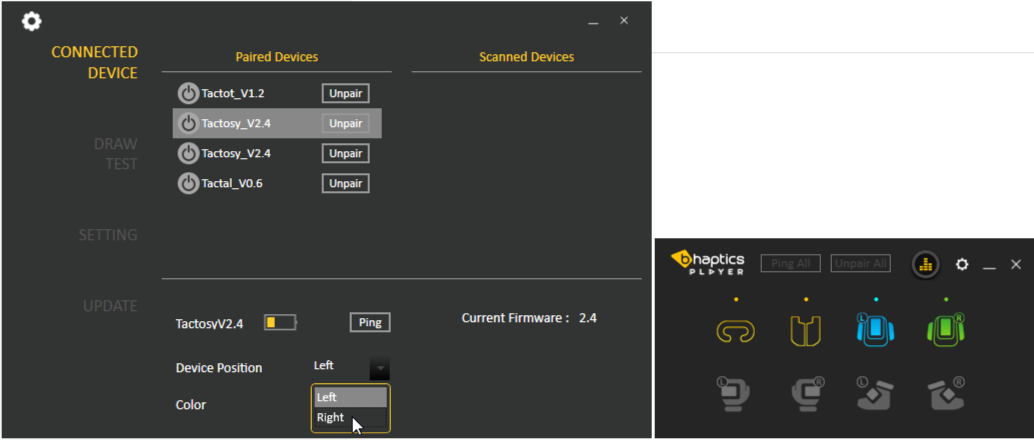 CONNECTED
DEVICE
DRAW
TEST
SETTING
UPDATE
Paired Devices
Scanned Devices
Tactot_V1.2 Unpair
Tactosy_V2.4 Unpair
Tactosy_V2.4 Unpair
Tactal_V0.6 Unpair
TactosyV2.4 Ping
Current Firmware : 2.4
Device Position Left
Color
Left
Right
bhaptics
PLAYER
Ping All
Unpair All
L R
L R L R